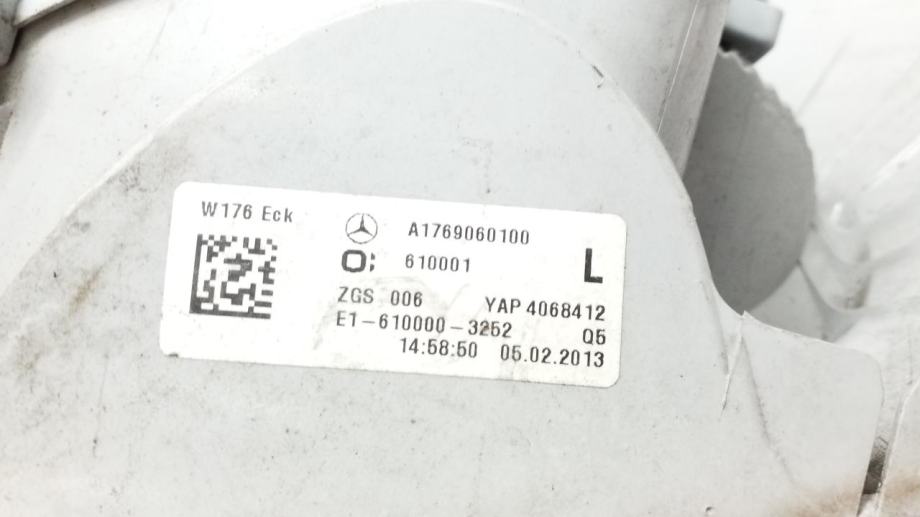 W176 Eck
A1769060100
O: 610001 L
ZGS 006 YAP 4068412
E1-610000-3252 Q5
14:58:50 05.02.2013